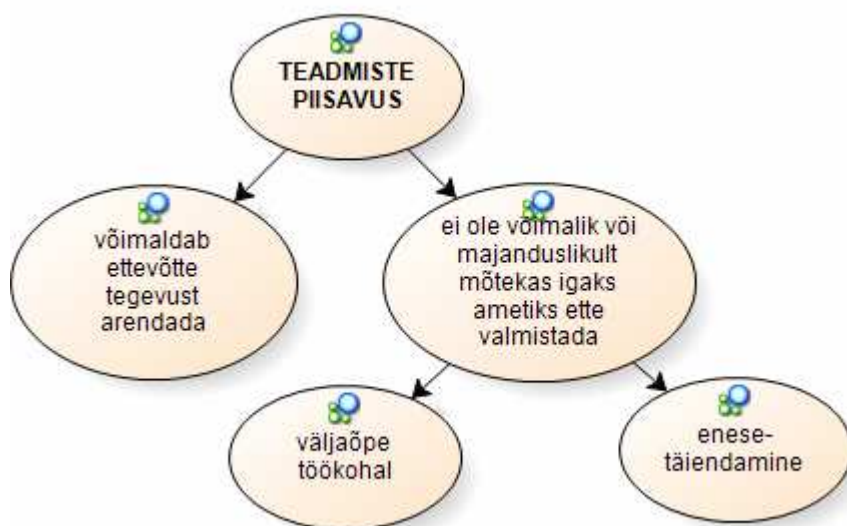 TEADMISTE
PIISAVUS
võimaldab
ettevõtte
tegevust
arendada
ei ole võimalik või
majanduslikult
mõtekas igaks
ametiks ette
valmistada
väljaõpe
töökohal
enese-
täiendamine